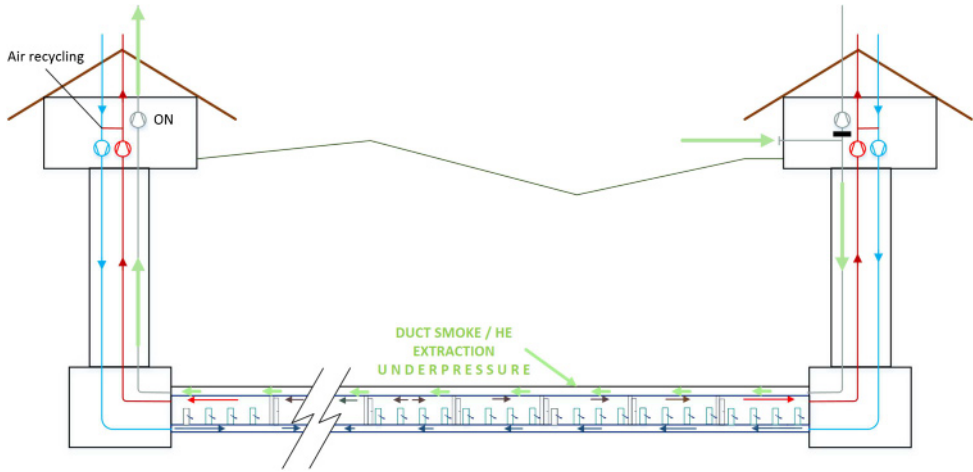 Air recycling
ON
DUCT SMOKE / HE
EXTRACTION
UNDERPRESSURE